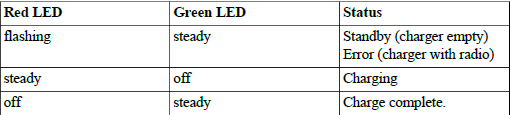 Red LED Green LED Status
flashing steady Standby (charger empty)
Error (charger with radio)
steady off Charging
off steady Charge complete.